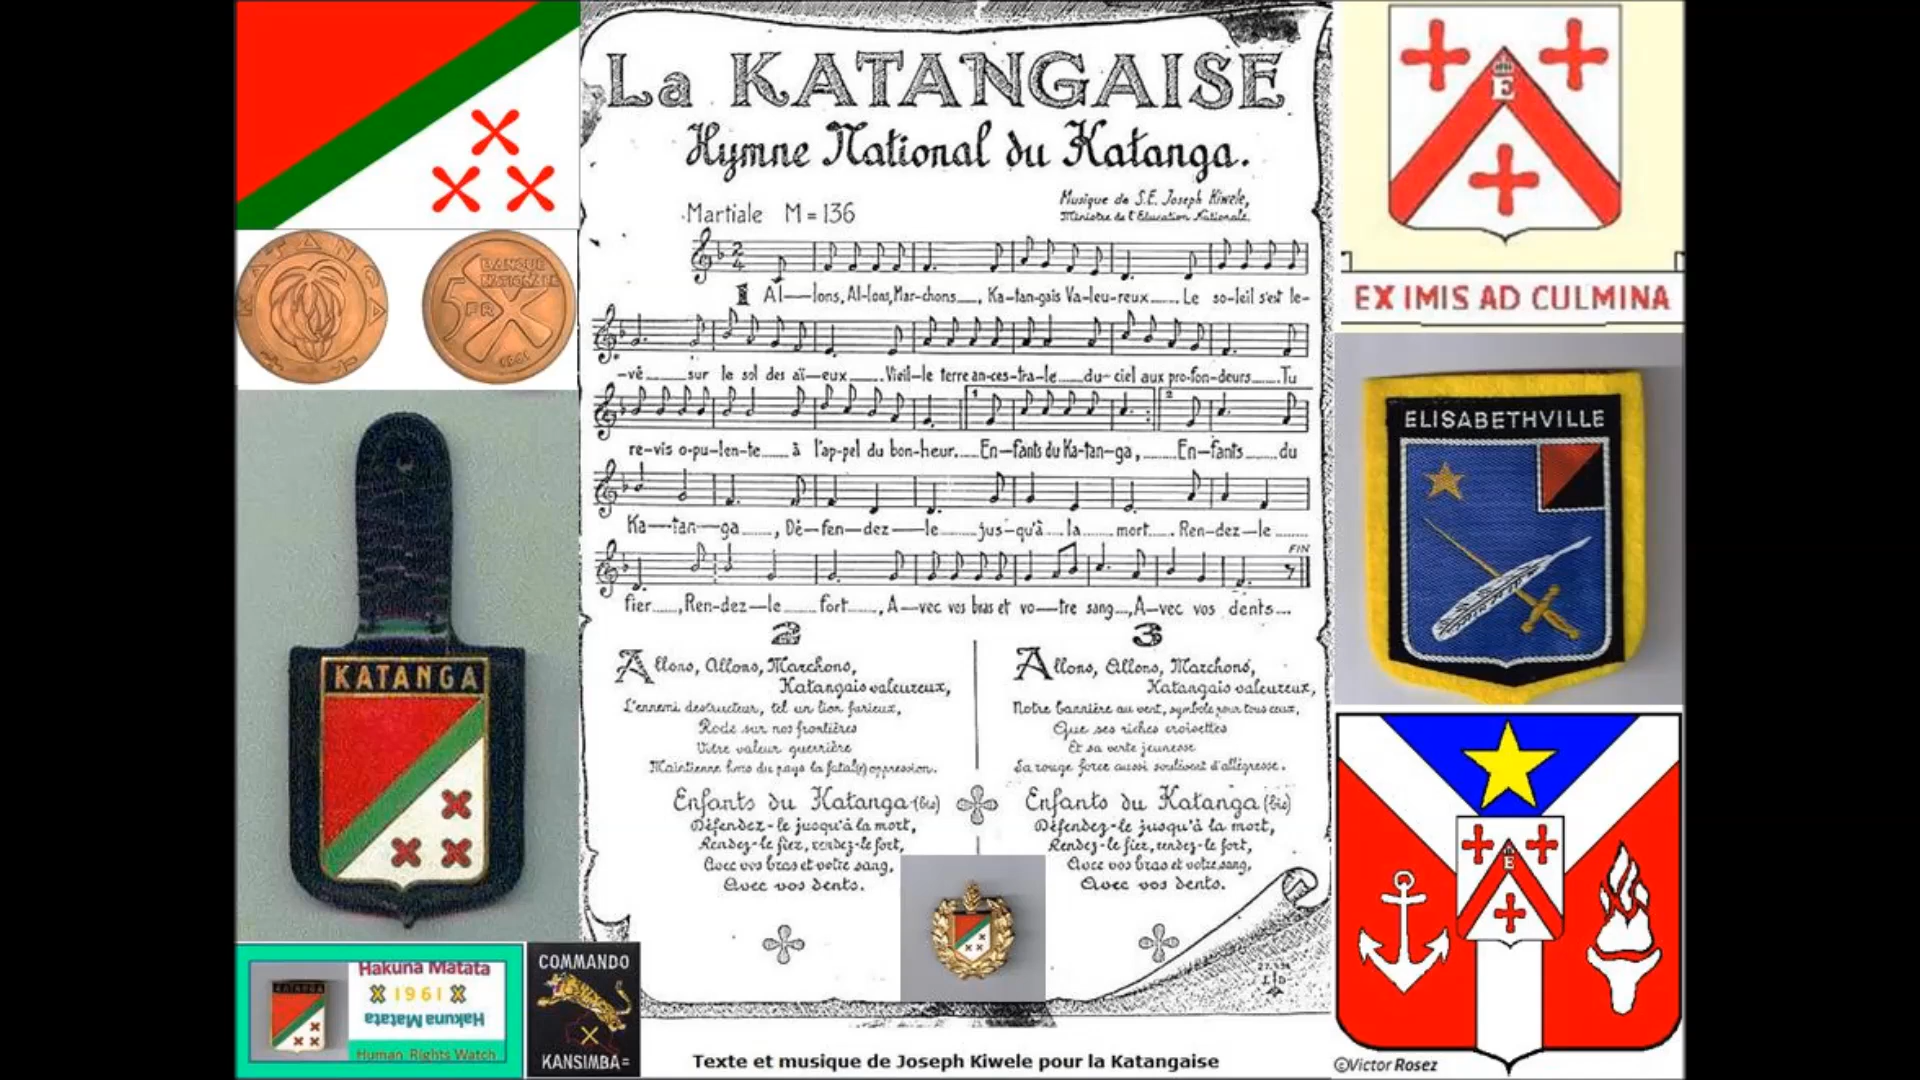 La KATANGAISE
Hymne National du Katanga.
Martiale M = 136
Musique de S.E. Joseph Kiwele,
Ministre de l'Education Nationale.
1 Al—lons, Al-lons, Mar-chons......, Ka-tan-gais Va-leu-reux...... Le so-leil s'est le-
-vé...... sur le sol des aï—eux...... Vieil-le terre an-ces-tra-le...... du ciel aux pro-fon-deurs...... Tu
re-vis o-pu-len-te...... à l'ap-pel du bon-heur...... En-fants du Ka-tan-ga, ...... En-fants ...... du
Ka—tan—ga ......, Dé—fen—dez—le ...... jus-qu'à ...... la ...... mort ...... Ren-dez—le ......
FIN
fier ......, Ren-dez—le ...... fort ......, A—vec vos bras et vo—tre sang...., A—vec vos dents...
2
Allons, Allons, Marchons,
Katangais valeureux,
L'ennemi destructeur, tel un lion furieux,
Rode sur nos frontières
Vôtre valeur guerrière
Maintienne hors du pays la fatal(e) oppression.
Enfants du Katanga (bis)
Défendez-le jusqu'à la mort,
Rendez-le fier, rendez-le fort,
Avec vos bras et votre sang,
Avec vos dents.
3
Allons, Allons, Marchons,
Katangais valeureux,
Notre bannière au vent, symbole pour tous ceux,
Que ses riches croisettes
Et sa verte jeunesse
Sa rouge force aussi soulèvent d'allégresse.
Enfants du Katanga (bis)
Défendez-le jusqu'à la mort,
Rendez-le fier, rendez-le fort,
Avec vos bras et votre sang,
Avec vos dents.
Texte et musique de Joseph Kiwele pour la Katangaise
KATANGA
BANQUE
NATIONALE
5
FR
1961
KATANGA
KATANGA
Hakuna Matata
1961
Hakuna Matata
Human Rights Watch
COMMANDO
KANSIMBA=
E
EX IMIS AD CULMINA
ELISABETHVILLE
E
©Victor Rosez